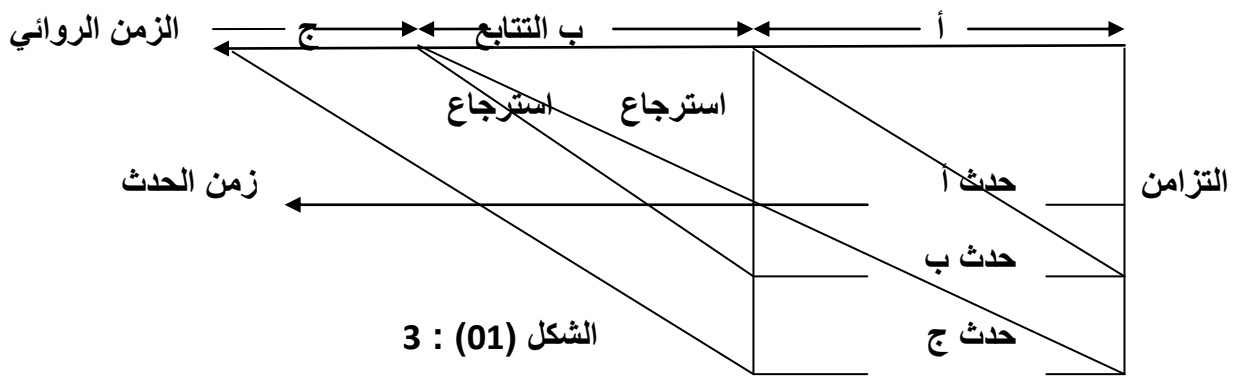 أ ب التتابع ج الزمن الروائي
استرجاع استرجاع
التزامن حدث أ زمن الحدث
حدث ب
حدث ج الشكل (01) : 3